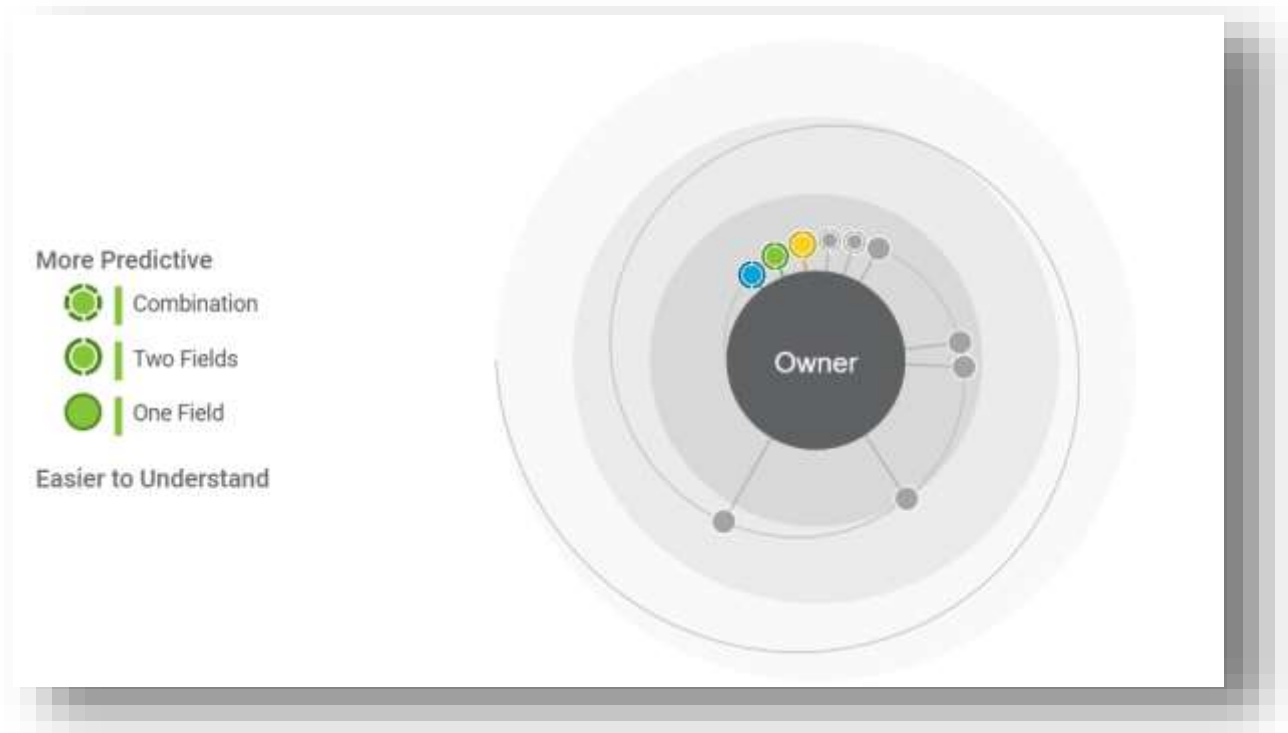 More Predictive
Combination
Two Fields
One Field
Easier to Understand
Owner